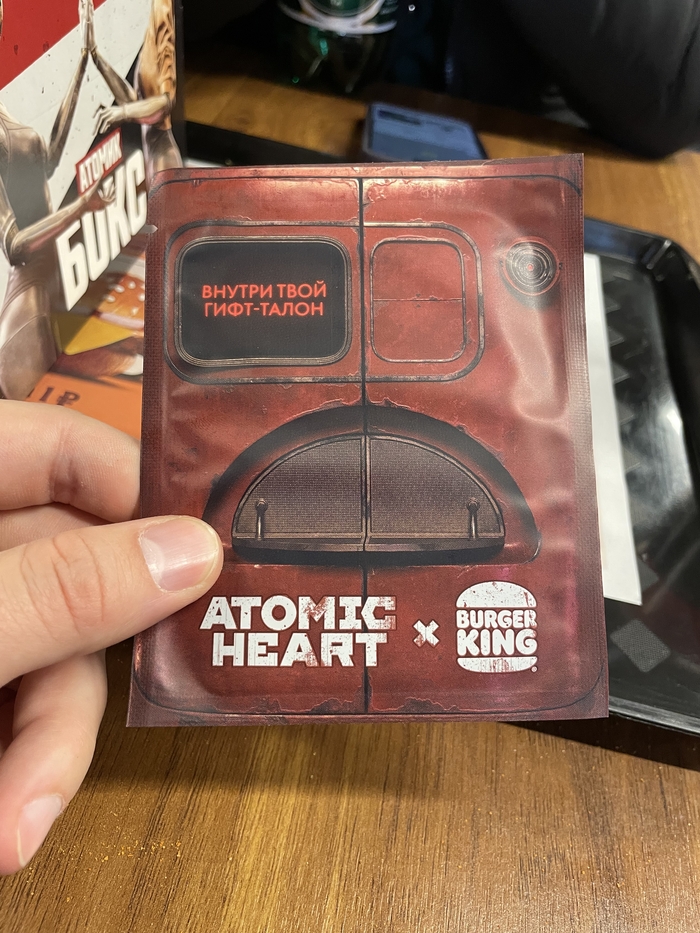 АТОМИК
БОКС
ВНУТРИ ТВОЙ
ГИФТ-ТАЛОН
ATOMIC
HEART
×
BURGER
KING
®